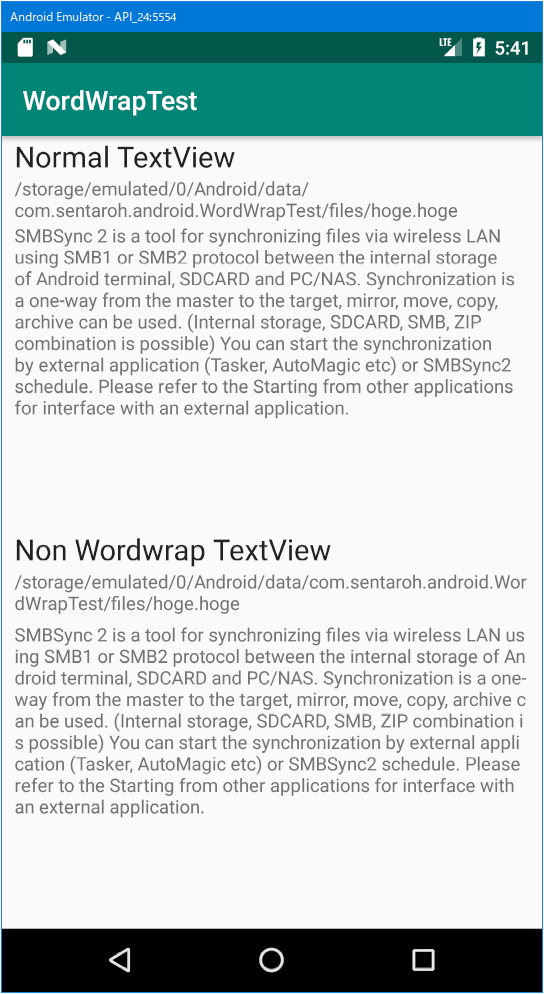 Android Emulator - API_24:5554
LTE
5:41
WordWrapTest
Normal TextView
/storage/emulated/0/Android/data/
com.sentaroh.android.WordWrapTest/files/hoge.hoge
SMBSync 2 is a tool for synchronizing files via wireless LAN
using SMB1 or SMB2 protocol between the internal storage
of Android terminal, SDCARD and PC/NAS. Synchronization is
a one-way from the master to the target, mirror, move, copy,
archive can be used. (Internal storage, SDCARD, SMB, ZIP
combination is possible) You can start the synchronization
by external application (Tasker, AutoMagic etc) or SMBSync2
schedule. Please refer to the Starting from other applications
for interface with an external application.
Non Wordwrap TextView
/storage/emulated/0/Android/data/com.sentaroh.android.Wor
dWrapTest/files/hoge.hoge
SMBSync 2 is a tool for synchronizing files via wireless LAN us
ing SMB1 or SMB2 protocol between the internal storage of An
droid terminal, SDCARD and PC/NAS. Synchronization is a one-
way from the master to the target, mirror, move, copy, archive c
an be used. (Internal storage, SDCARD, SMB, ZIP combination i
s possible) You can start the synchronization by external appli
cation (Tasker, AutoMagic etc) or SMBSync2 schedule. Please
refer to the Starting from other applications for interface with
an external application.